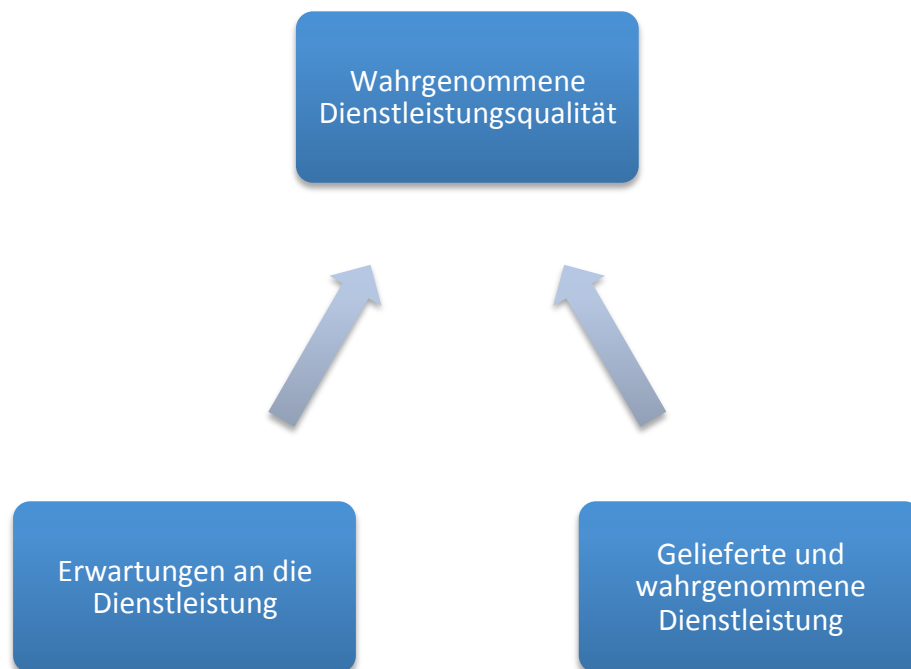 Wahrgenommene
Dienstleistungsqualität
Erwartungen an die
Dienstleistung
Gelieferte und
wahrgenommene
Dienstleistung